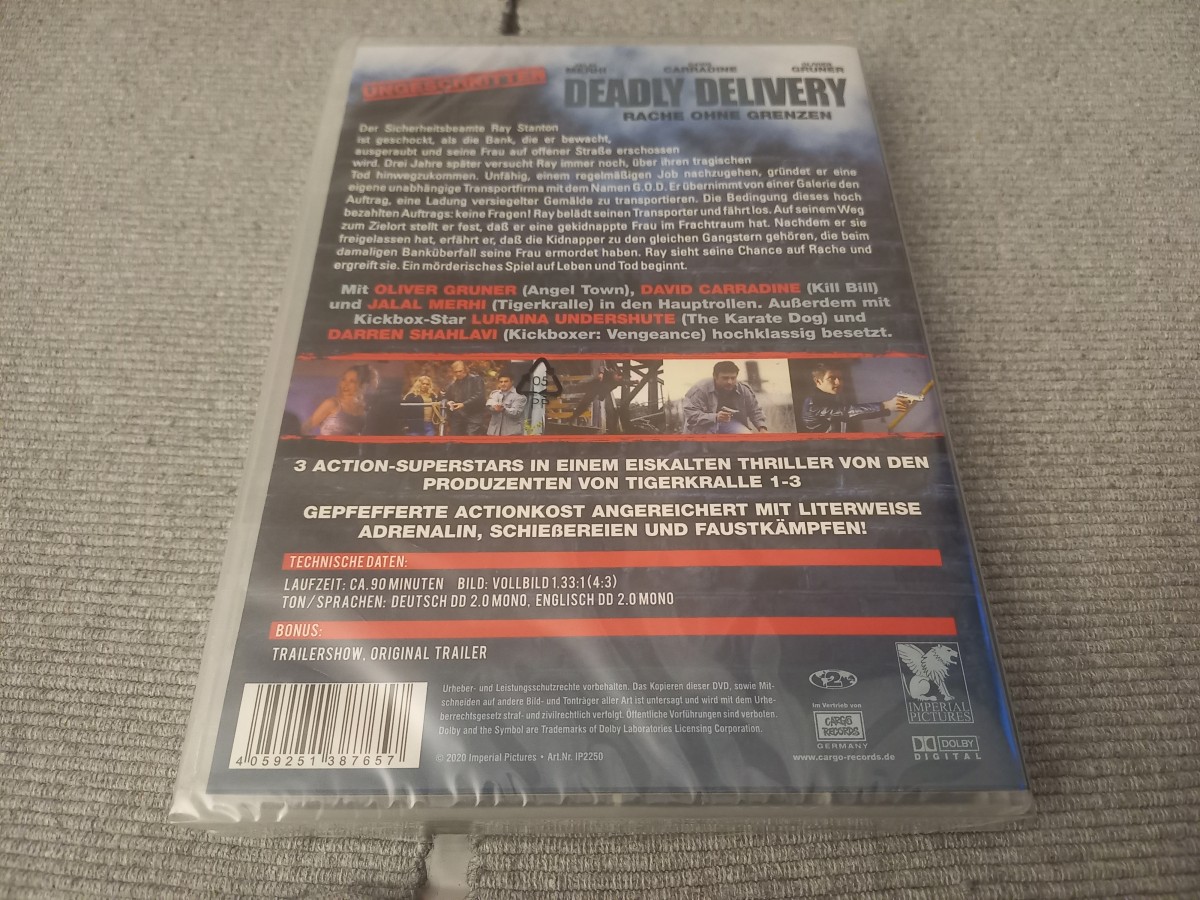 UNGESCHNITTEN
JALAL MERHI DAVID CARRADINE OLIVIER GRUNER
DEADLY DELIVERY
RACHE OHNE GRENZEN
Der Sicherheitsbeamte Ray Stanton
ist geschockt, als die Bank, die er bewacht,
ausgeraubt und seine Frau auf offener Straße erschossen
wird. Drei Jahre später versucht Ray immer noch, über ihren tragischen
Tod hinwegzukommen. Unfähig, einem regelmäßigen Job nachzugehen, gründet er eine
eigene unabhängige Transportfirma mit dem Namen G.O.D. Er übernimmt von einer Galerie den
Auftrag, eine Ladung versiegelter Gemälde zu transportieren. Die Bedingung dieses hoch
bezahlten Auftrags: keine Fragen! Ray belädt seinen Transporter und fährt los. Auf seinem Weg
zum Zielort stellt er fest, daß er eine gekidnappte Frau im Frachtraum hat. Nachdem er sie
freigelassen hat, erfährt er, daß die Kidnapper zu den gleichen Gangstern gehören, die beim
damaligen Banküberfall seine Frau ermordet haben. Ray sieht seine Chance auf Rache und
ergreift sie. Ein mörderisches Spiel auf Leben und Tod beginnt.
Mit OLIVER GRUNER (Angel Town), DAVID CARRADINE (Kill Bill)
und JALAL MERHI (Tigerkralle) in den Hauptrollen. Außerdem mit
Kickbox-Star LURAINA UNDERSHUTE (The Karate Dog) und
DARREN SHAHLAVI (Kickboxer: Vengeance) hochklassig besetzt.
05
PP
3 ACTION-SUPERSTARS IN EINEM EISKALTEN THRILLER VON DEN
PRODUZENTEN VON TIGERKRALLE 1-3
GEPFEFFERTE ACTIONKOST ANGEREICHERT MIT LITERWEISE
ADRENALIN, SCHIEßEREIEN UND FAUSTKÄMPFEN!
TECHNISCHE DATEN:
LAUFZEIT: CA. 90 MINUTEN BILD: VOLLBILD 1.33:1 (4:3)
TON/SPRACHEN: DEUTSCH DD 2.0 MONO, ENGLISCH DD 2.0 MONO
BONUS:
TRAILERSHOW, ORIGINAL TRAILER
4 059251 387657
Urheber- und Leistungsschutzrechte vorbehalten. Das Kopieren dieser DVD, sowie Mit-
schneiden auf andere Bild- und Tonträger aller Art ist untersagt und wird mit dem Urhe-
berrechtsgesetz straf- und zivilrechtlich verfolgt. Öffentliche Vorführungen sind verboten.
Dolby and the Symbol are Trademarks of Dolby Laboratories Licensing Corporation.
© 2020 Imperial Pictures • Art.Nr. IP2250
2
Im Vertrieb von
CARGO
RECORDS
GERMANY
www.cargo-records.de
IMPERIAL
PICTURES
DOLBY
DIGITAL